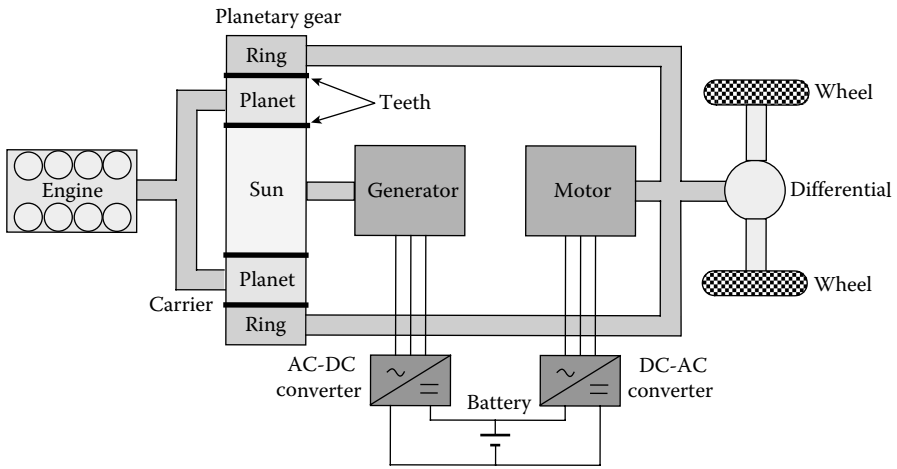 Planetary gear
Ring
Planet
Teeth
Wheel
Engine
Sun
Generator
Motor
Differential
Planet
Carrier
Wheel
Ring
AC-DC
converter
DC-AC
converter
Battery